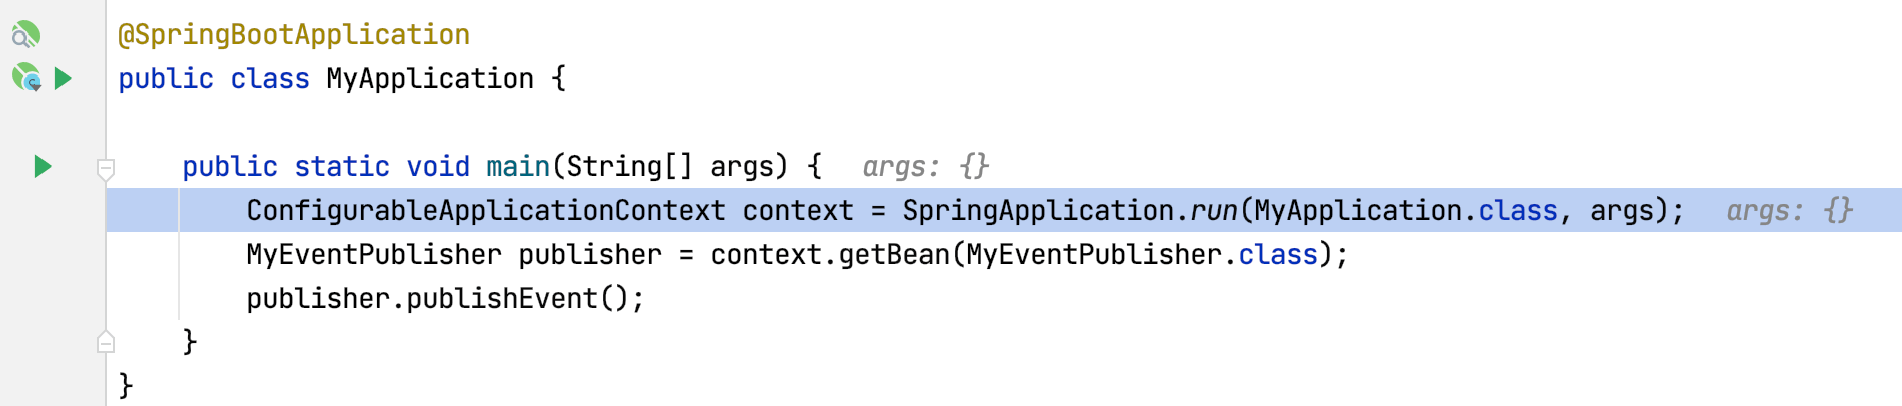 @SpringBootApplication
public class MyApplication {
public static void main(String[] args) { args: {}
ConfigurableApplicationContext context = SpringApplication.run(MyApplication.class, args); args: {}
MyEventPublisher publisher = context.getBean(MyEventPublisher.class);
publisher.publishEvent();
}
}